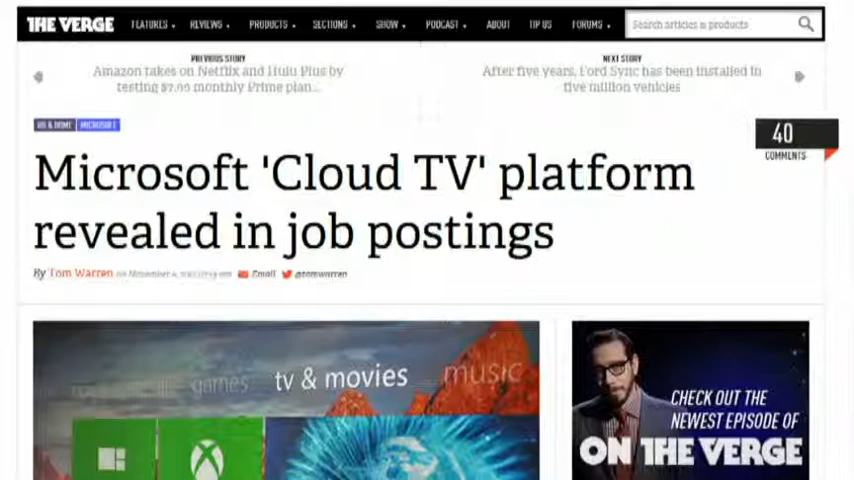 THE VERGE
FEATURES
REVIEWS
PRODUCTS
SECTIONS
SHOW
PODCAST
ABOUT
TIP US
FORUMS
Search articles & products
PREVIOUS STORY
Amazon takes on Netflix and Hulu Plus by
testing $7.99 monthly Prime plan...
NEXT STORY
After five years, Ford Sync has been installed in
five million vehicles
MICROSOFT
40
COMMENTS
Microsoft 'Cloud TV' platform
revealed in job postings
By Tom Warren on November
Email
@tomwarren
games
tv & movies
music
CHECK OUT THE
NEWEST EPISODE OF
ON THE VERGE